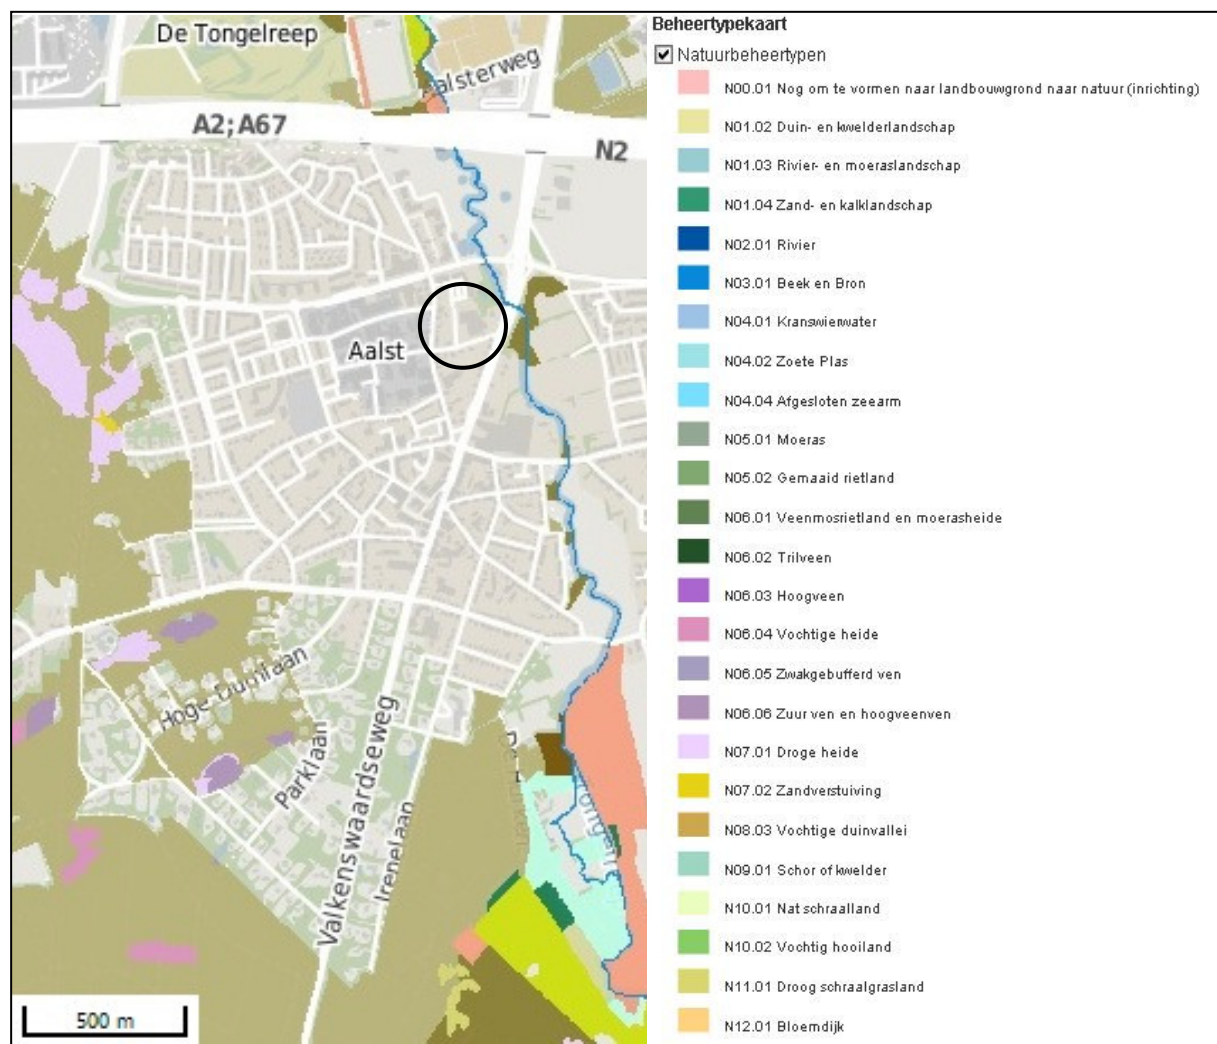 De Tongelreep
Aalsterweg
A2;A67
N2
Aalst
Hoge Duinlaan
Parklaan
Valkenswaardseweg
Irenelaan
500 m
Beheertypekaart
Natuurbeheertypen
N00.01 Nog om te vormen naar landbouwgrond naar natuur (inrichting)
N01.02 Duin- en kwelderlandschap
N01.03 Rivier- en moeraslandschap
N01.04 Zand- en kalklandschap
N02.01 Rivier
N03.01 Beek en Bron
N04.01 Kranswierwater
N04.02 Zoete Plas
N04.04 Afgesloten zeearm
N05.01 Moeras
N05.02 Gemaaid rietland
N06.01 Veenmosrietland en moerasheide
N06.02 Trilveen
N06.03 Hoogveen
N06.04 Vochtige heide
N06.05 Zwakgebufferd ven
N06.06 Zuur ven en hoogveenven
N07.01 Droge heide
N07.02 Zandverstuiving
N08.03 Vochtige duinvallei
N09.01 Schor of kwelder
N10.01 Nat schraalland
N10.02 Vochtig hooiland
N11.01 Droog schraalgrasland
N12.01 Bloemdijk